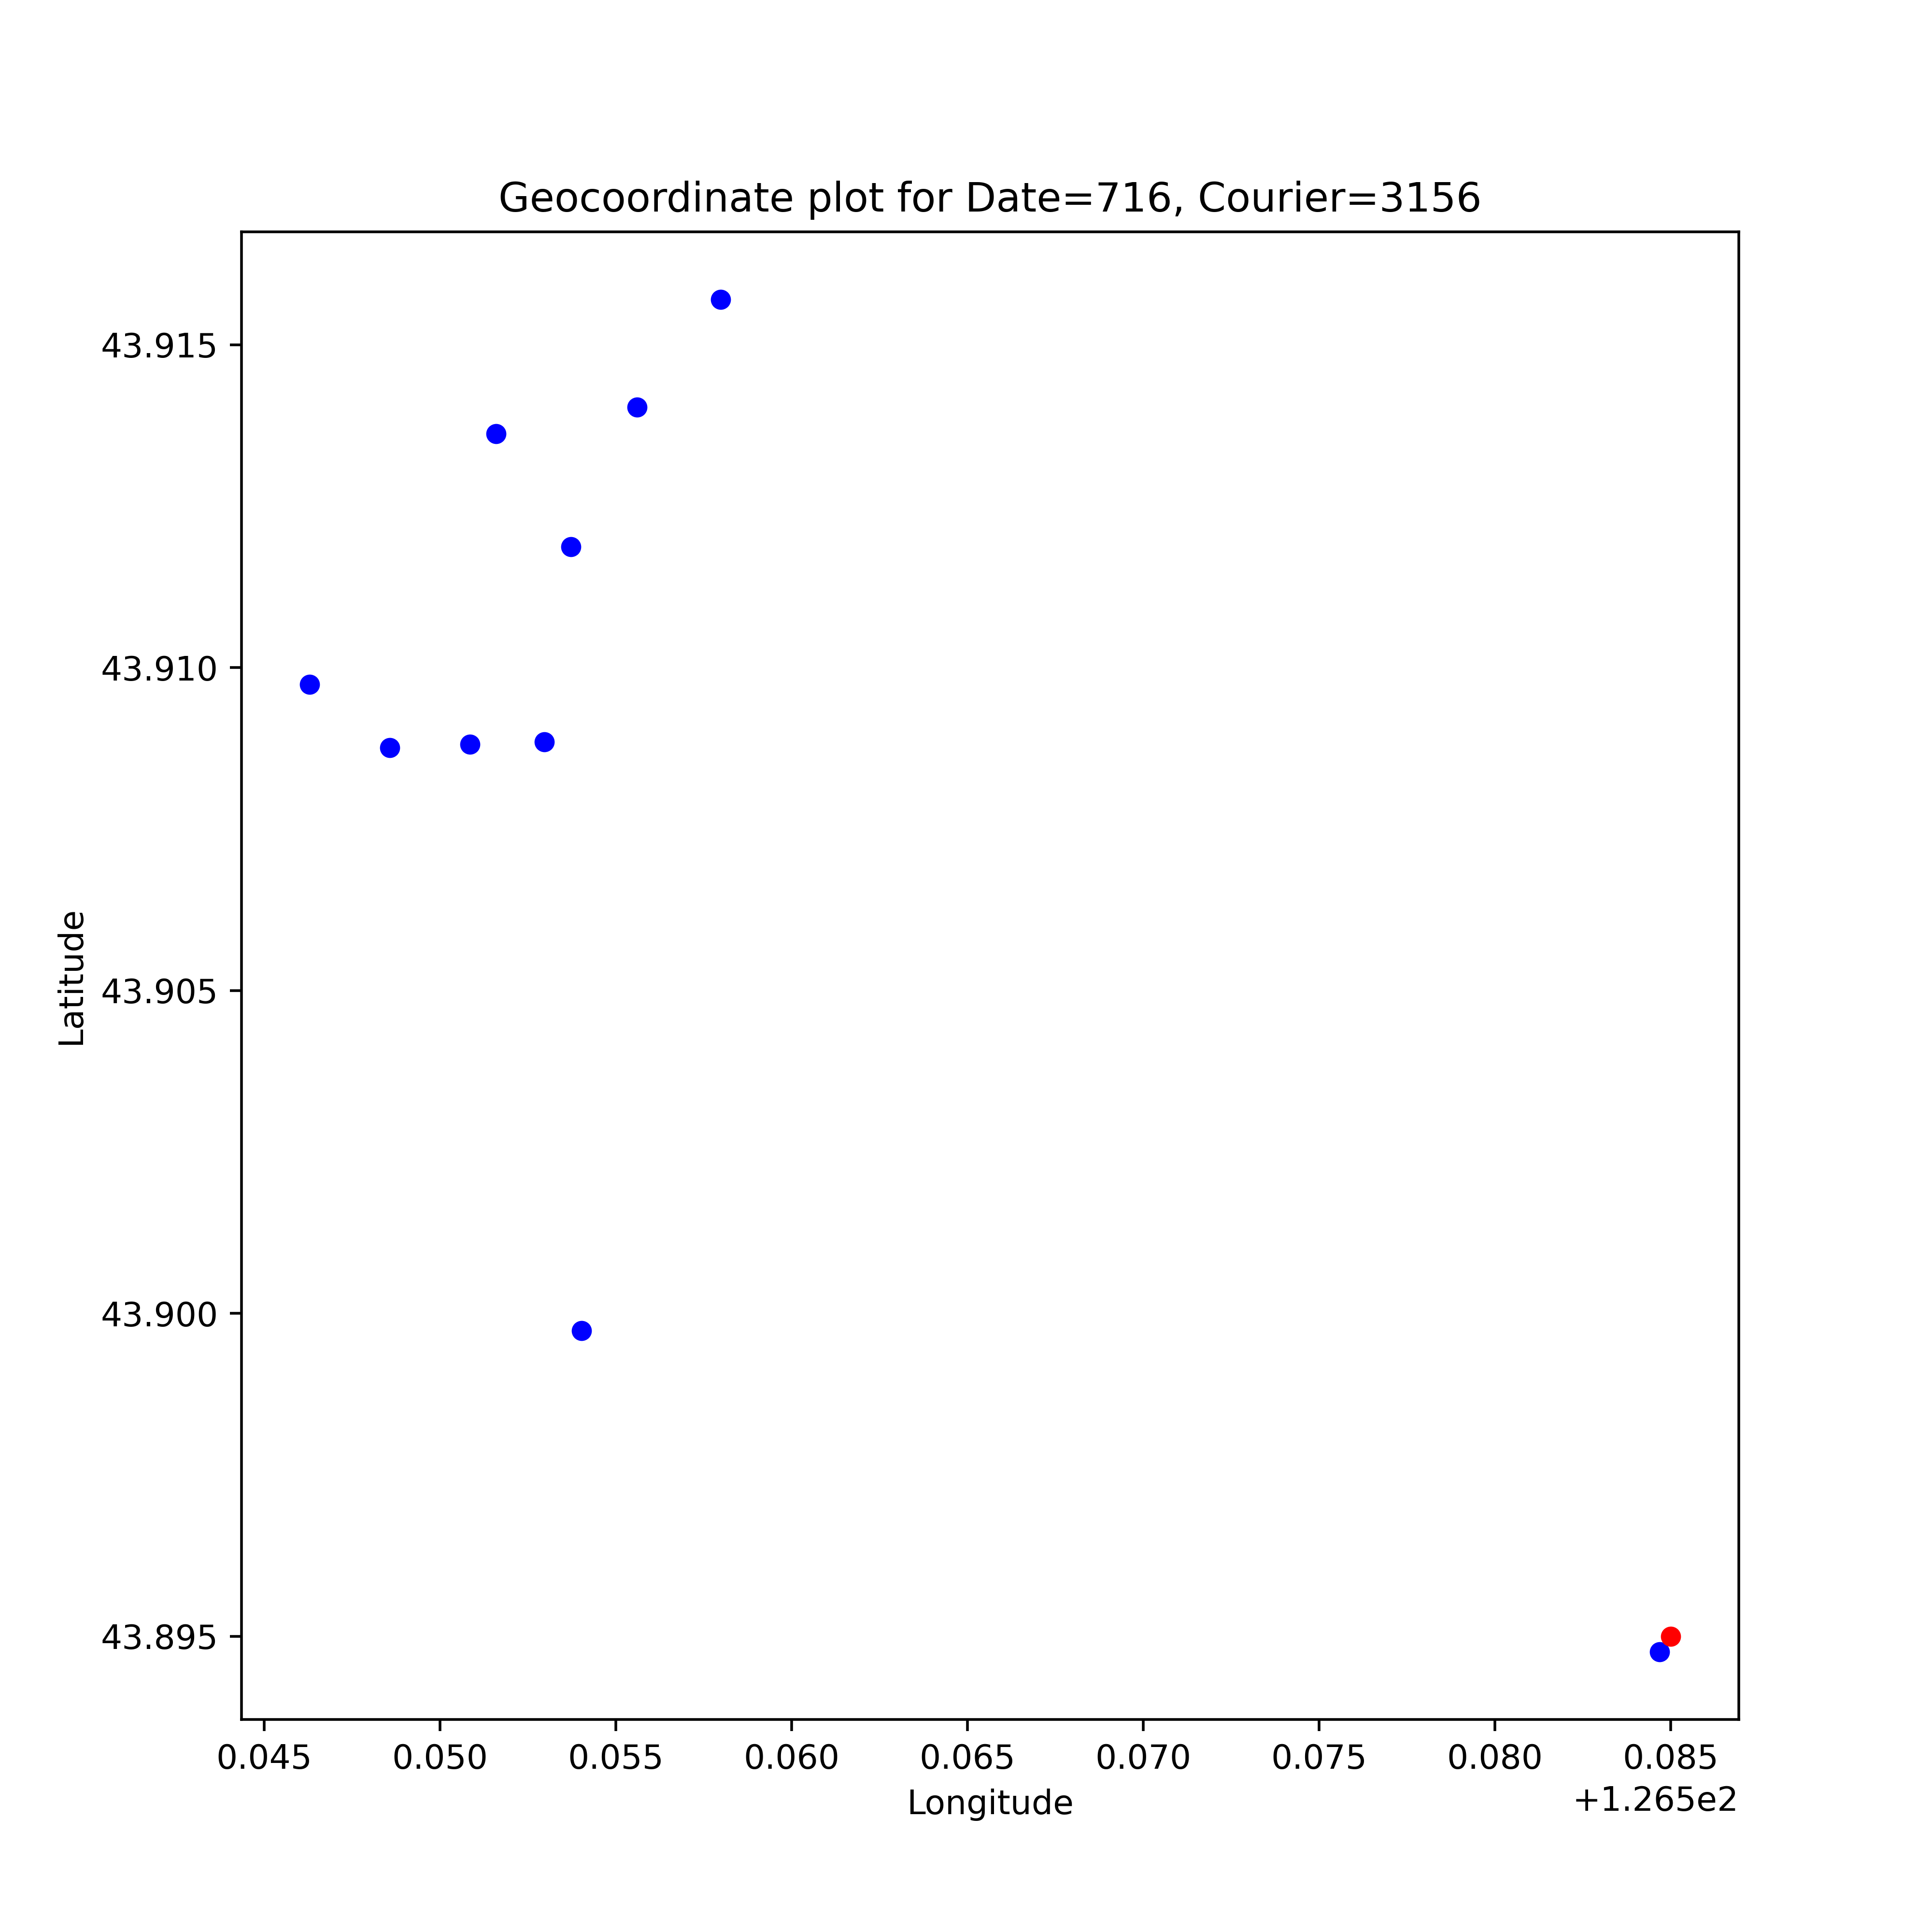 Geocoordinate plot for Date=716, Courier=3156
43.915
43.910
43.905
43.900
43.895
Latitude
0.045 0.050 0.055 0.060 0.065 0.070 0.075 0.080 0.085
+1.265e2
Longitude